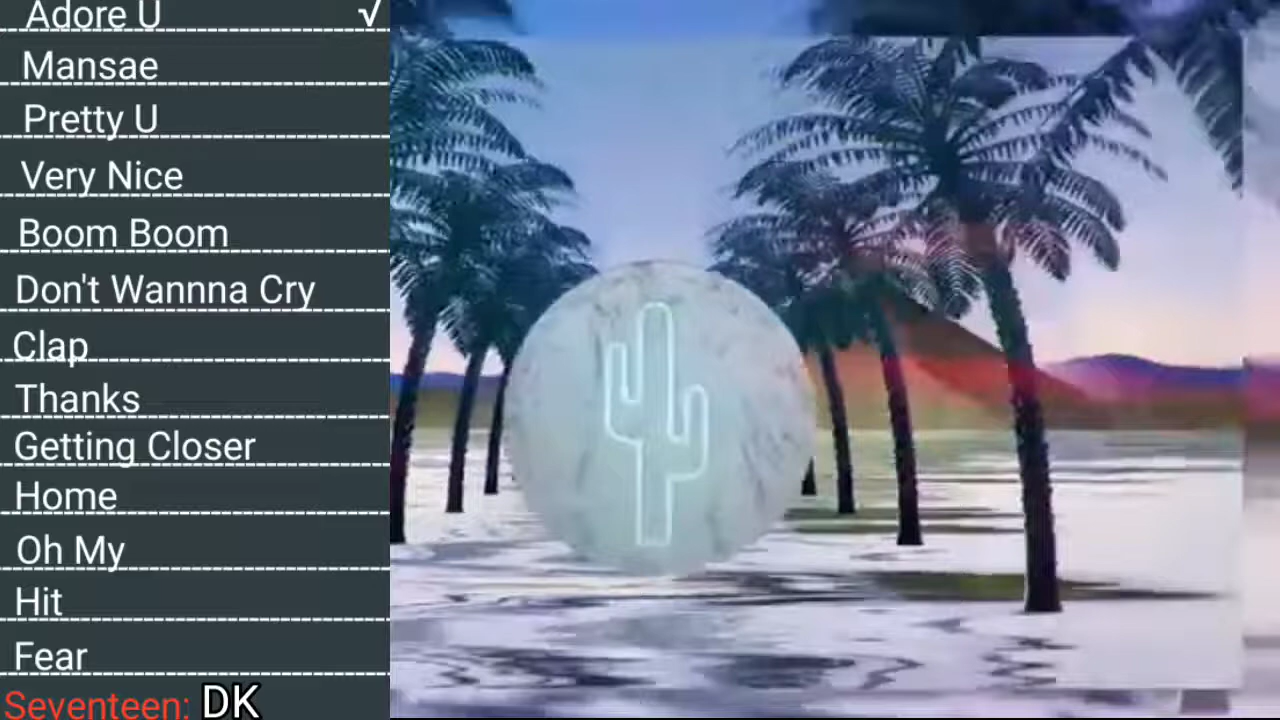 Adore U √
Mansae
Pretty U
Very Nice
Boom Boom
Don't Wannna Cry
Clap
Thanks
Getting Closer
Home
Oh My
Hit
Fear
Seventeen: DK